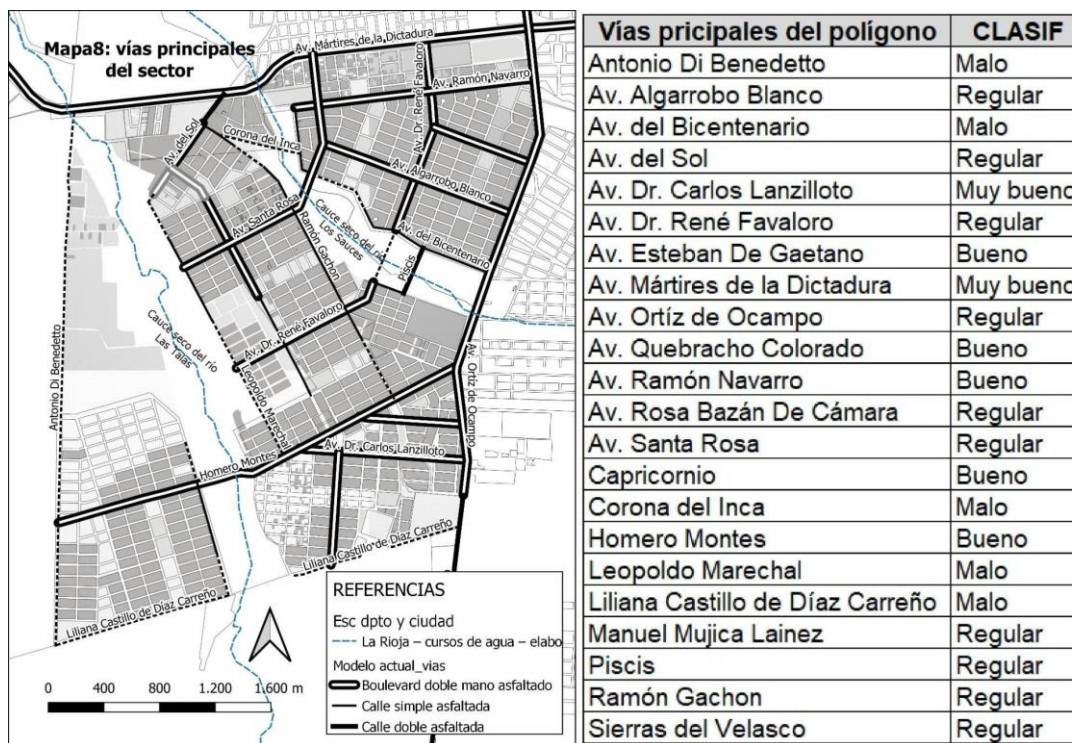 Mapa8: vías principales
del sector
Av. Mártires de la Dictadura
Av. Dr. René Favaloro
Av. Ramón Navarro
Corona del Inca
Av. del Sol
Av. Algarrobo Blanco
Av. Santa Rosa
Ramón Gachon
Cauce seco del río
Los Sauces
Av. del Bicentenario
Piscis
Av. Dr. René Favaloro
Cauce seco del río
Las Talas
Antonio Di Benedetto
Leopoldo Marechal
Av. Ortiz de Ocampo
Homero Montes
Av. Dr. Carlos Lanzilloto
Liliana Castillo de Díaz Carreño
Liliana Castillo de Díaz Carreño
0 400 800 1.200 1.600 m
REFERENCIAS
Esc dpto y ciudad
La Rioja – cursos de agua – elabo
Modelo actual_vias
Boulevard doble mano asfaltado
Calle simple asfaltada
Calle doble asfaltada
Vías pricipales del polígono CLASIF
Antonio Di Benedetto Malo
Av. Algarrobo Blanco Regular
Av. del Bicentenario Malo
Av. del Sol Regular
Av. Dr. Carlos Lanzilloto Muy bueno
Av. Dr. René Favaloro Regular
Av. Esteban De Gaetano Bueno
Av. Mártires de la Dictadura Muy bueno
Av. Ortíz de Ocampo Regular
Av. Quebracho Colorado Bueno
Av. Ramón Navarro Bueno
Av. Rosa Bazán De Cámara Regular
Av. Santa Rosa Regular
Capricornio Bueno
Corona del Inca Malo
Homero Montes Bueno
Leopoldo Marechal Malo
Liliana Castillo de Díaz Carreño Malo
Manuel Mujica Lainez Regular
Piscis Regular
Ramón Gachon Regular
Sierras del Velasco Regular